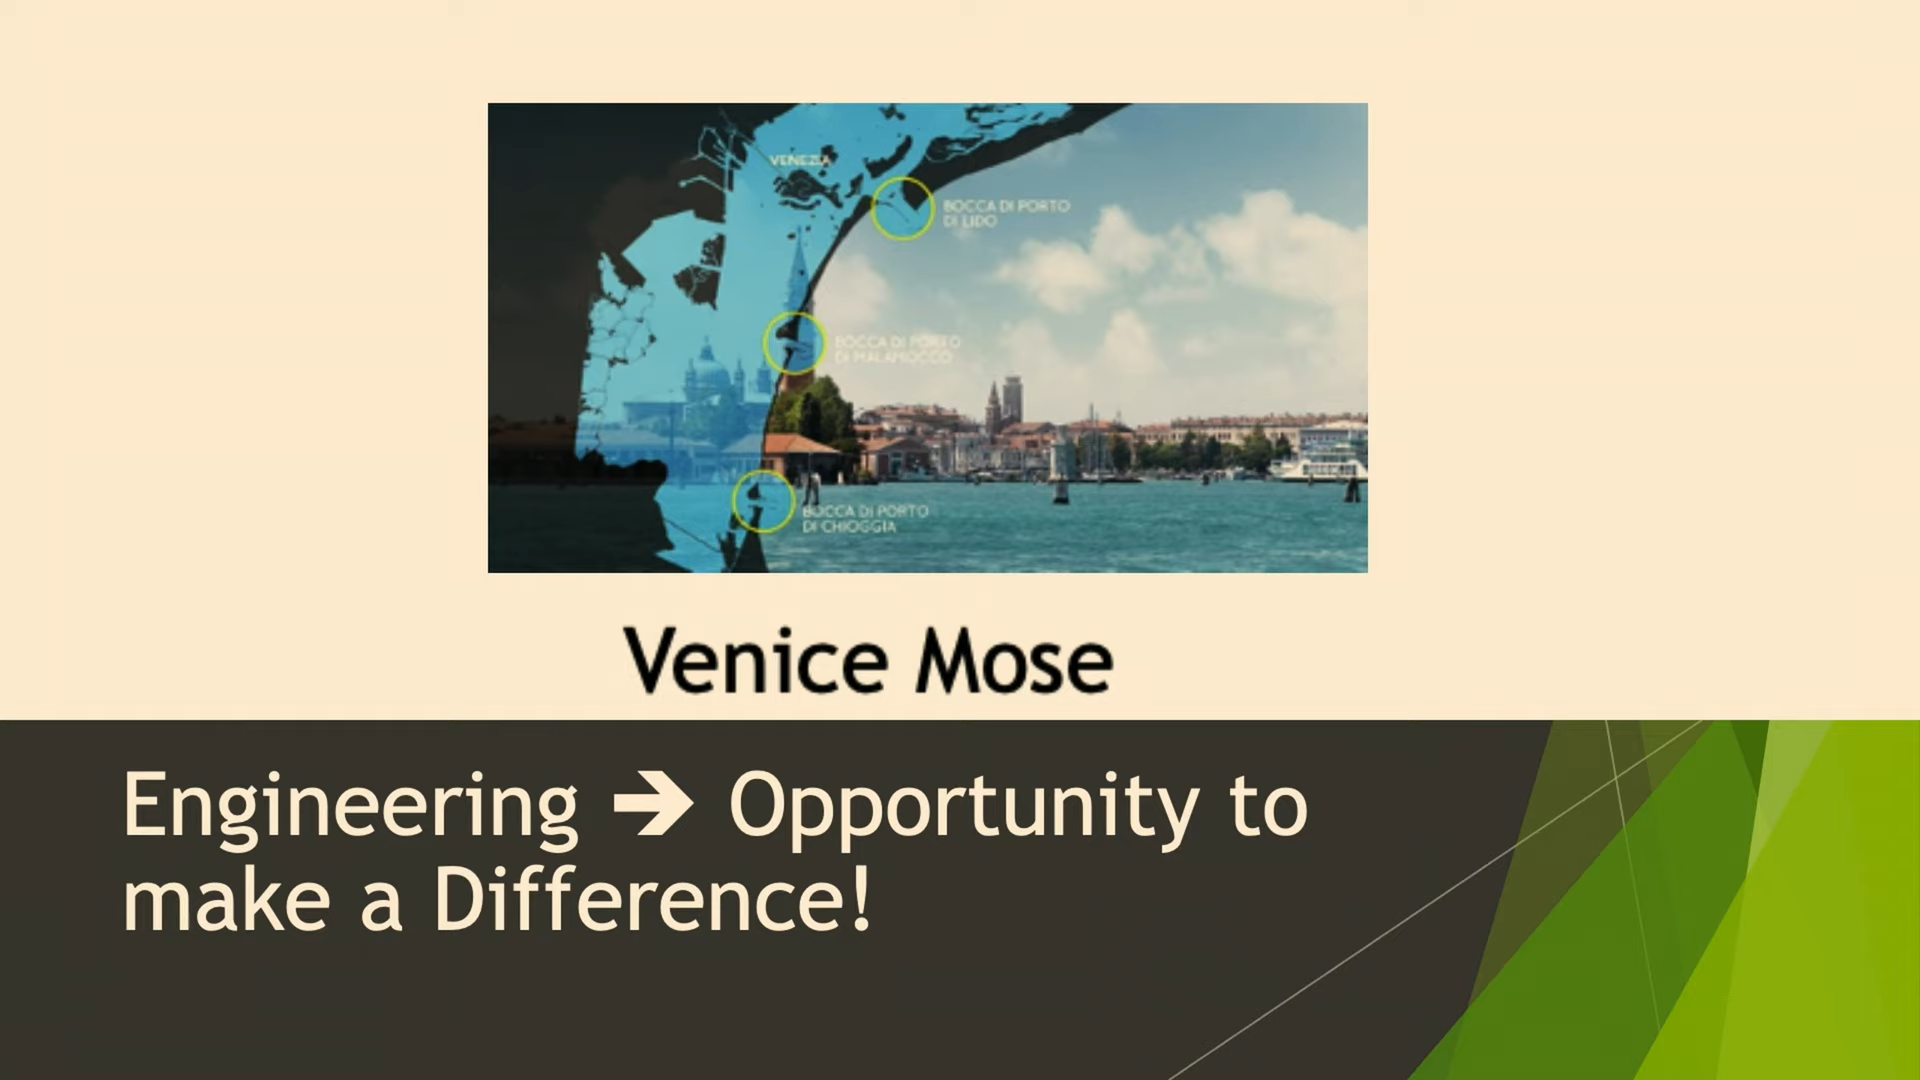 VENEZIA
BOCCA DI PORTO
DI LIDO
BOCCA DI PORTO
DI MALAMOCCO
BOCCA DI PORTO
DI CHIOGGIA
Venice Mose
Engineering ➔ Opportunity to
make a Difference!